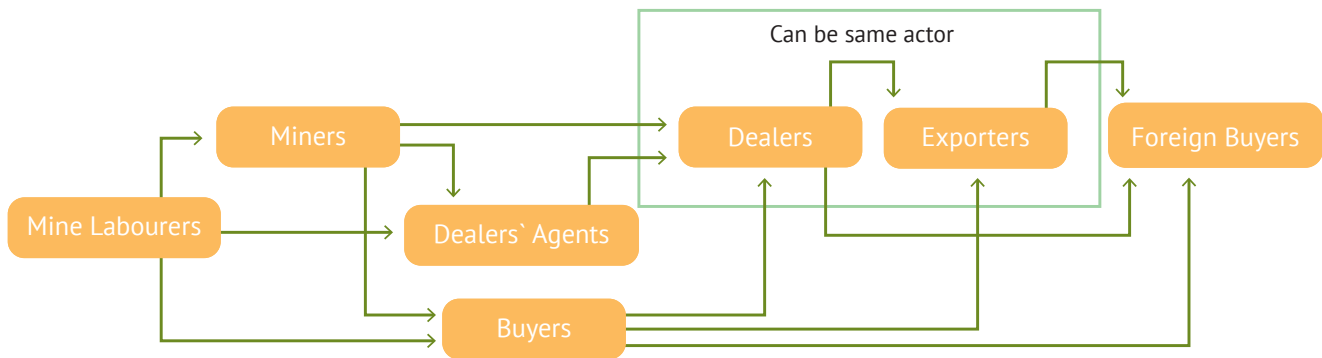 Can be same actor
Miners
Dealers
Exporters
Foreign Buyers
Mine Labourers
Dealers` Agents
Buyers